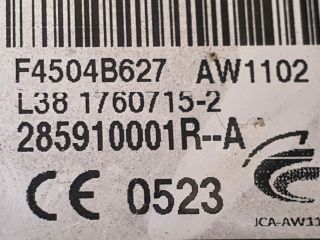 F4504B627 AW1102
L38 1760715-2
285910001R--A
CE 0523
JCA-AW11